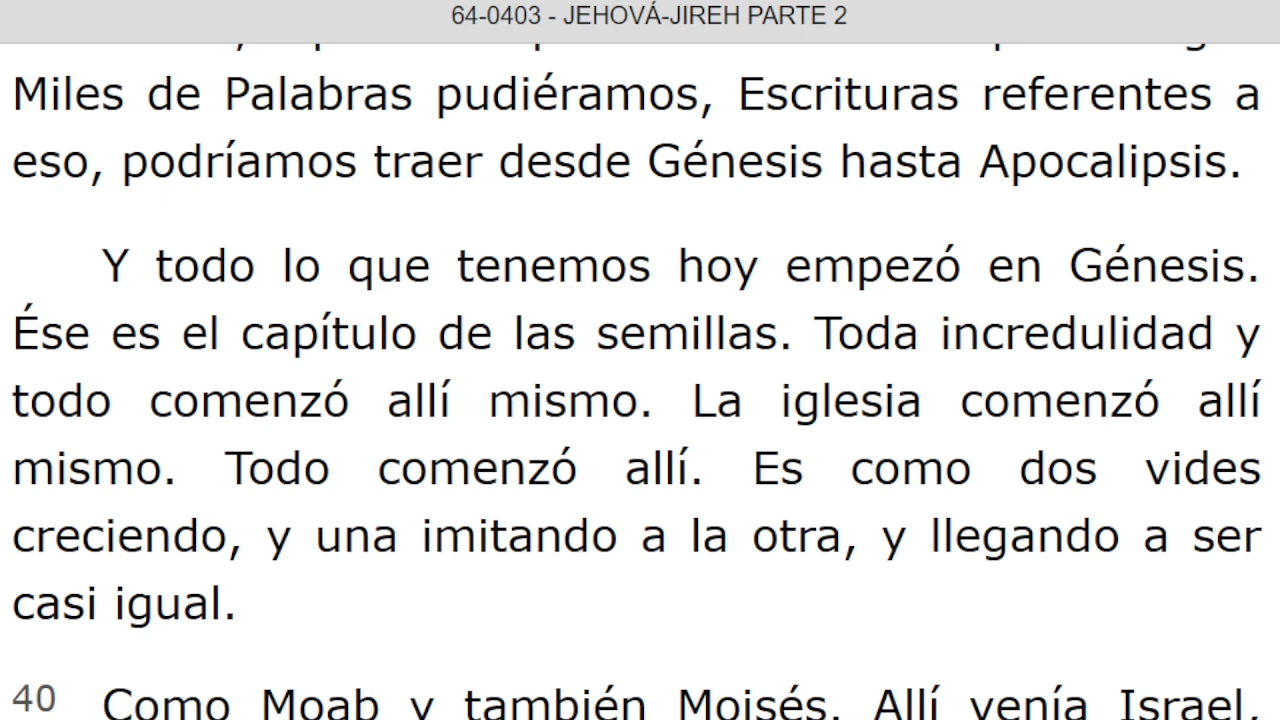 64-0403 - JEHOVÁ-JIREH PARTE 2
Miles de Palabras pudiéramos, Escrituras referentes a
eso, podríamos traer desde Génesis hasta Apocalipsis.
Y todo lo que tenemos hoy empezó en Génesis.
Ése es el capítulo de las semillas. Toda incredulidad y
todo comenzó allí mismo. La iglesia comenzó allí
mismo. Todo comenzó allí. Es como dos vides
creciendo, y una imitando a la otra, y llegando a ser
casi igual.
40 Como Moab y también Moisés. Allí venía Israel,